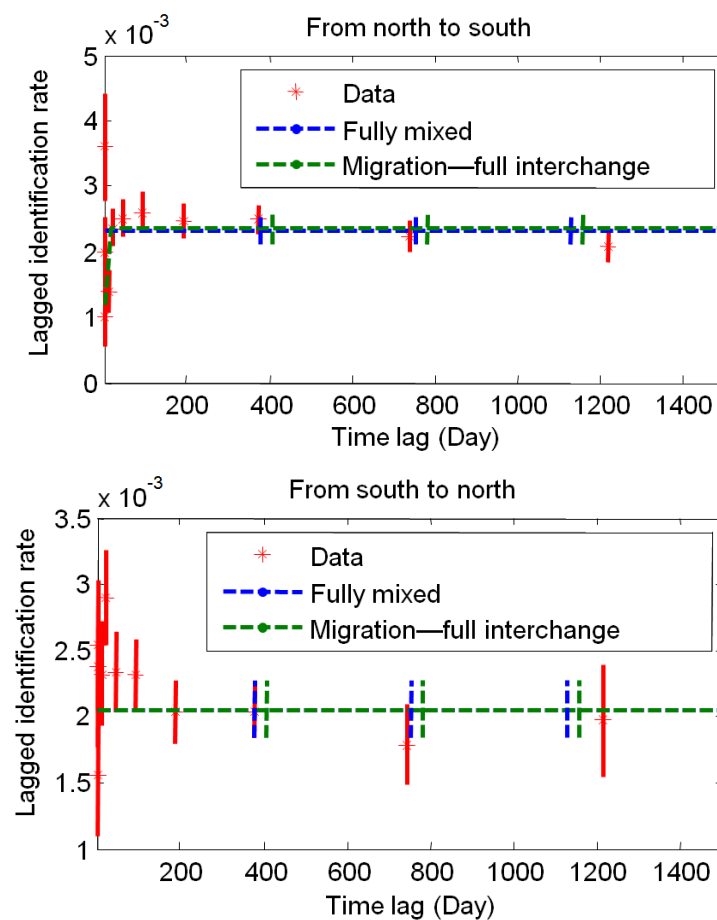 x 10⁻³
From north to south
5
4
3
2
1
0
Lagged identification rate
Data
Fully mixed
Migration—full interchange
200 400 600 800 1000 1200 1400
Time lag (Day)
x 10⁻³
From south to north
3.5
3
2.5
2
1.5
1
Lagged identification rate
Data
Fully mixed
Migration—full interchange
0 200 400 600 800 1000 1200 1400
Time lag (Day)